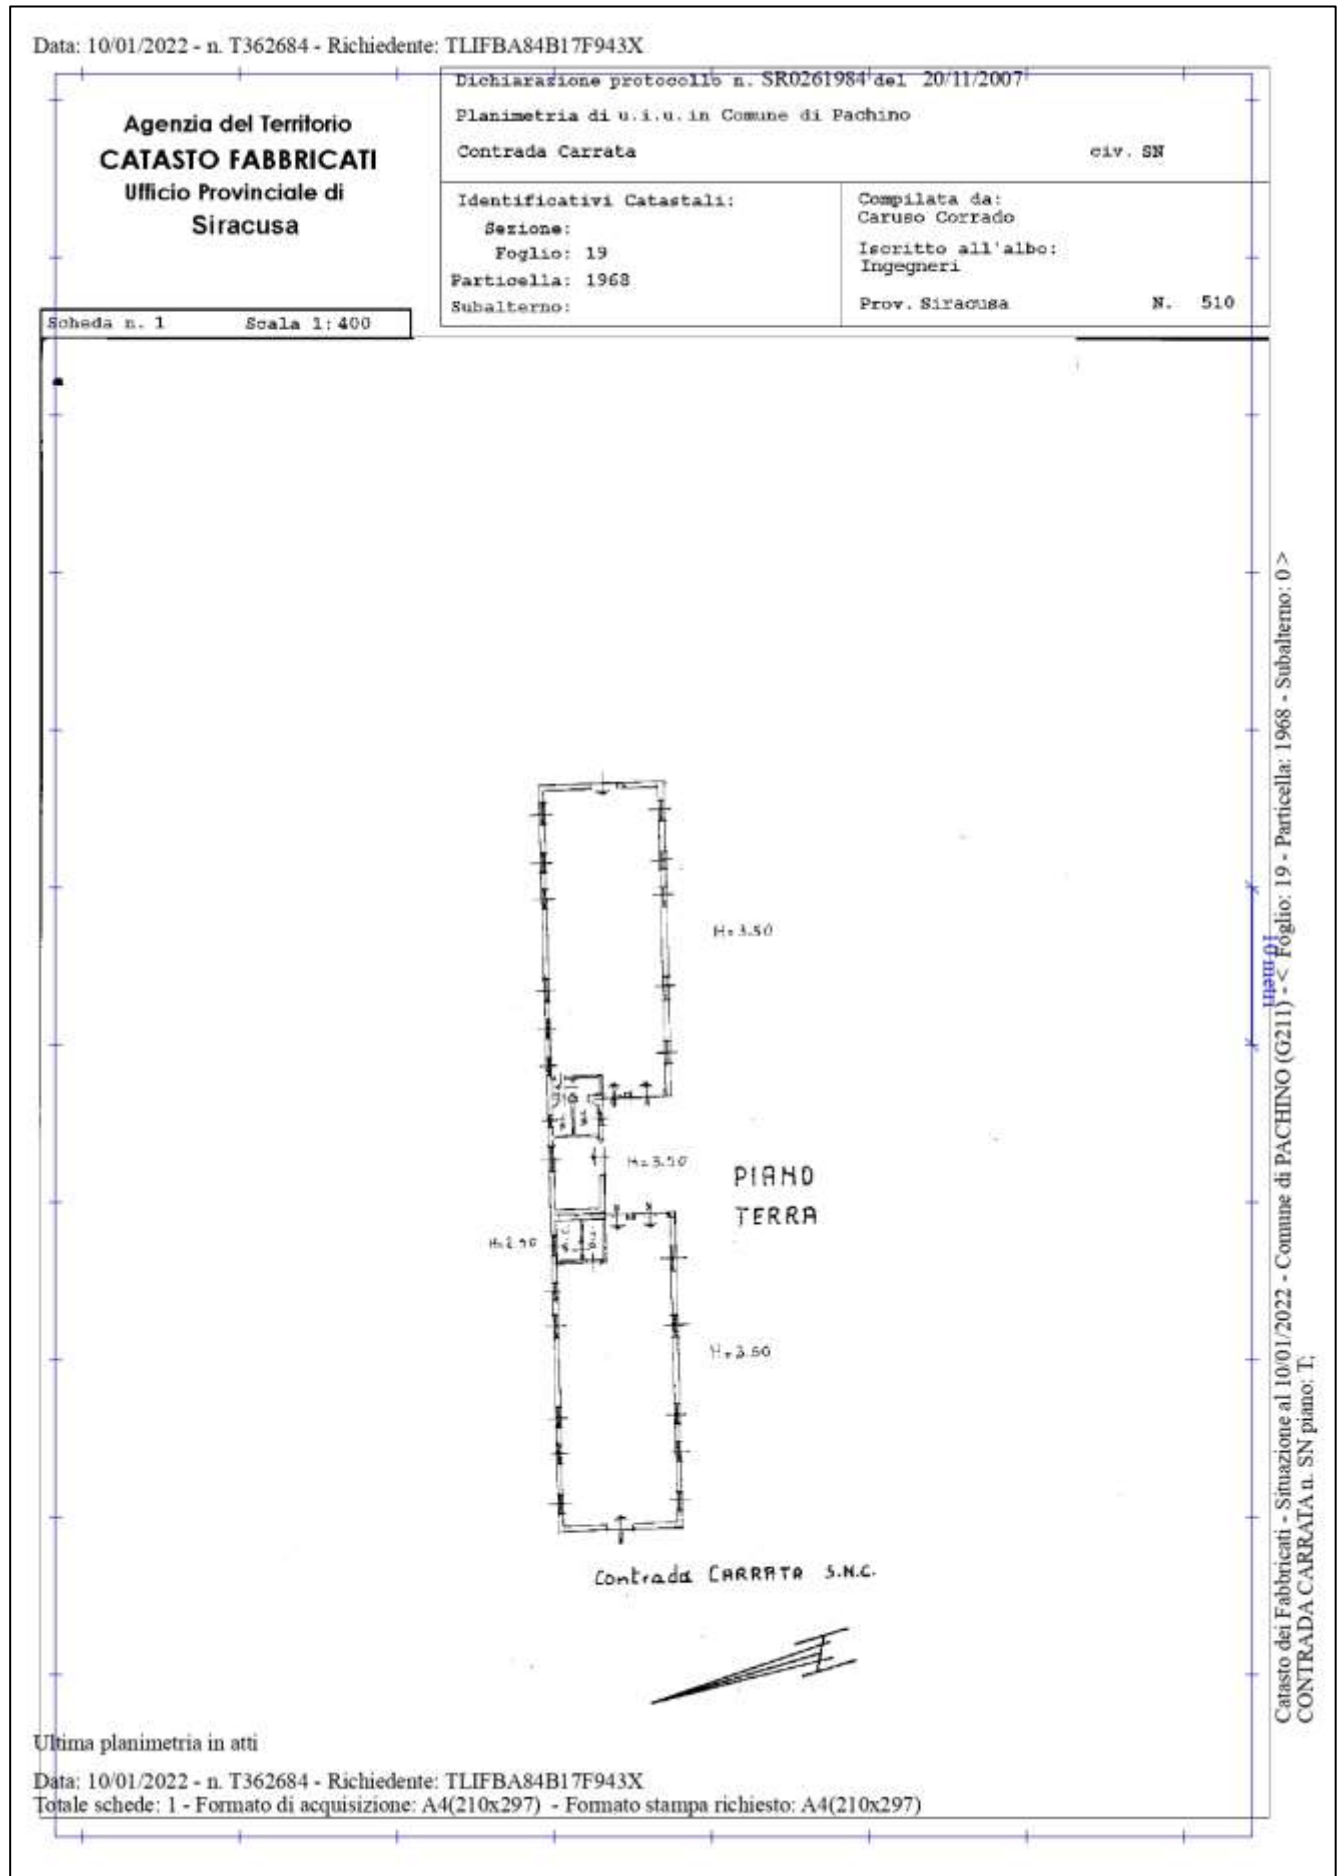 Data: 10/01/2022 - n. T362684 - Richiedente: TLIFBA84B17F943X
Agenzia del Territorio
CATASTO FABBRICATI
Ufficio Provinciale di
Siracusa
Dichiarazione protocollo n. SR0261984 del 20/11/2007
Planimetria di u.i.u. in Comune di Pachino
Contrada Carrata civ. SN
Identificativi Catastali:
Sezione:
Foglio: 19
Particella: 1968
Subalterno:
Compilata da:
Caruso Corrado
Iscritto all'albo:
Ingegneri
Prov. Siracusa N. 510
Scheda n. 1 Scala 1:400
H=3.50
H=3.50
PIANO
TERRA
H=2.90
H=3.50
Contrada CARRATA S.N.C.
10 metri
Catasto dei Fabbricati - Situazione al 10/01/2022 - Comune di PACHINO (G211) - < Foglio: 19 - Particella: 1968 - Subalterno: 0 >
CONTRADA CARRATA n. SN piano: T;
Ultima planimetria in atti
Data: 10/01/2022 - n. T362684 - Richiedente: TLIFBA84B17F943X
Totale schede: 1 - Formato di acquisizione: A4(210x297) - Formato stampa richiesto: A4(210x297)